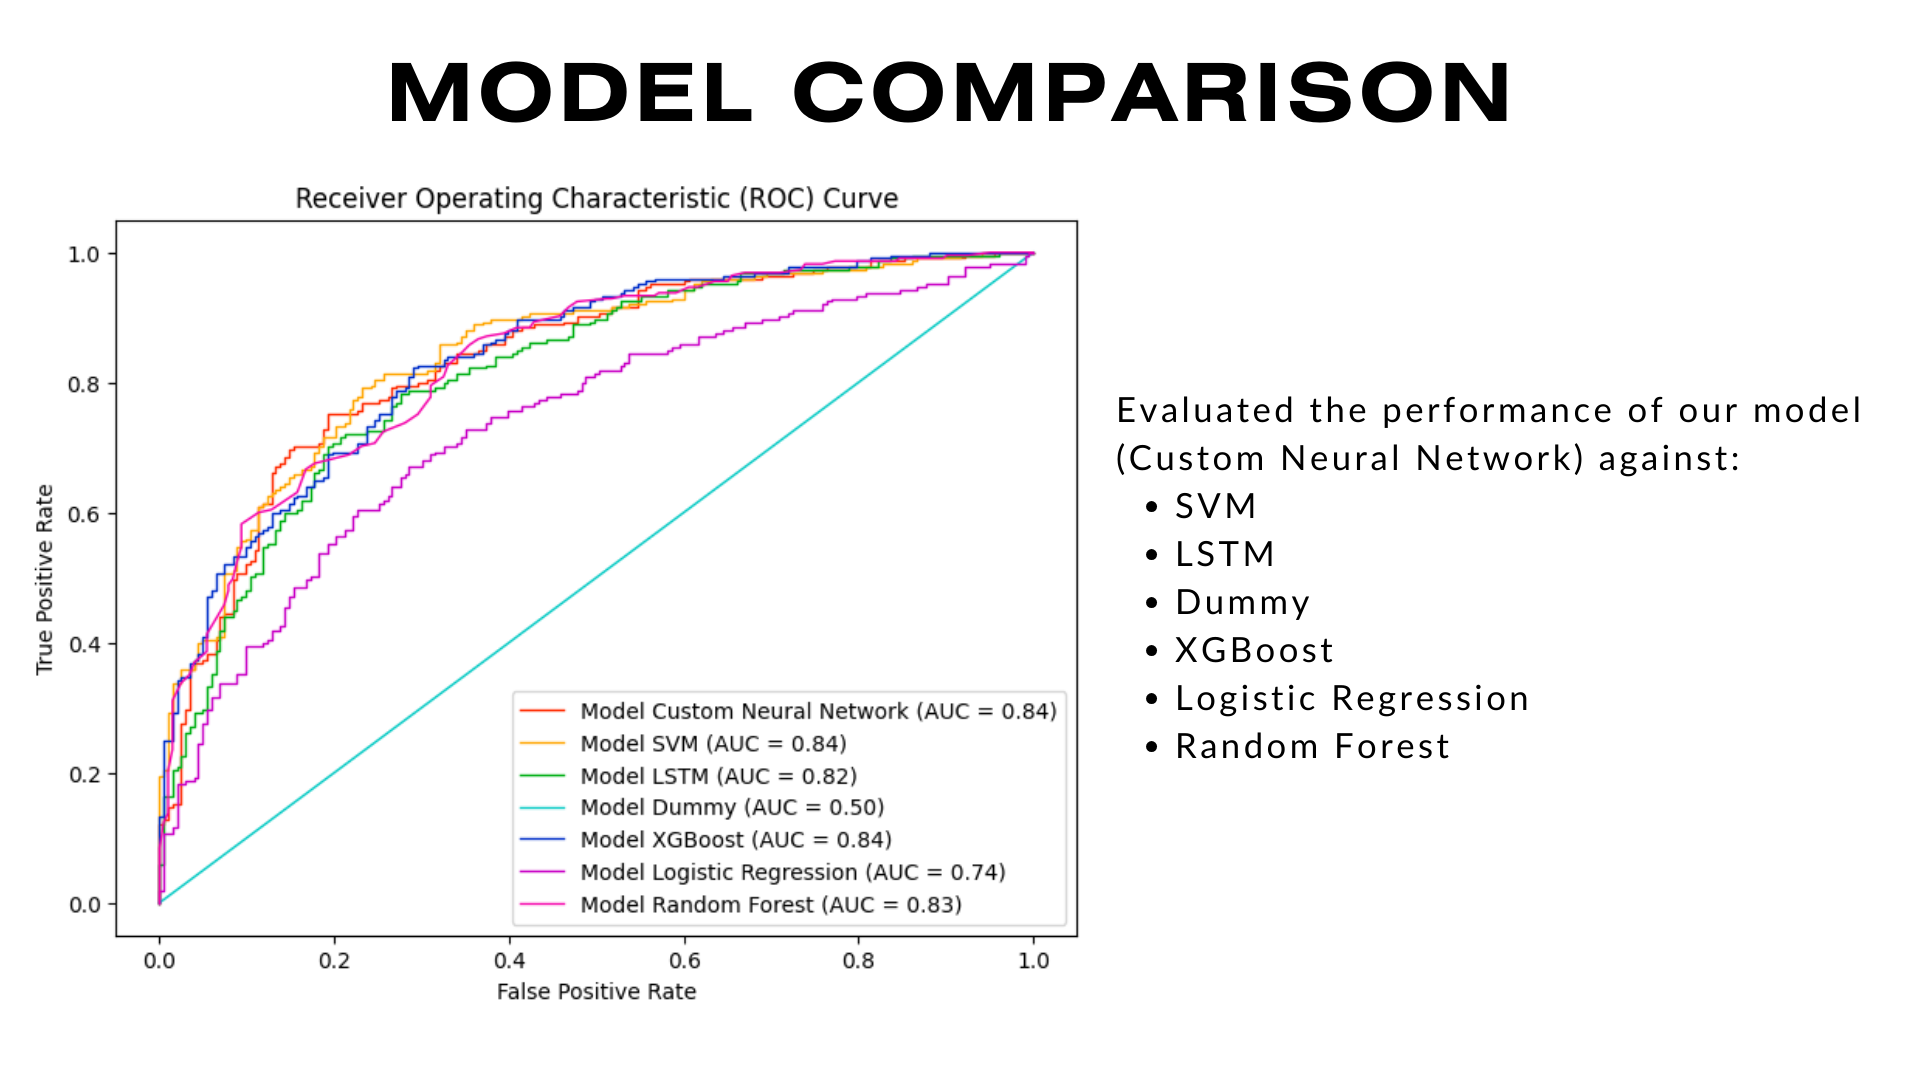 MODEL COMPARISON
Receiver Operating Characteristic (ROC) Curve
1.0
0.8
0.6
0.4
0.2
0.0
True Positive Rate
0.0 0.2 0.4 0.6 0.8 1.0
False Positive Rate
Model Custom Neural Network (AUC = 0.84)
Model SVM (AUC = 0.84)
Model LSTM (AUC = 0.82)
Model Dummy (AUC = 0.50)
Model XGBoost (AUC = 0.84)
Model Logistic Regression (AUC = 0.74)
Model Random Forest (AUC = 0.83)
Evaluated the performance of our model
(Custom Neural Network) against:
• SVM
• LSTM
• Dummy
• XGBoost
• Logistic Regression
• Random Forest